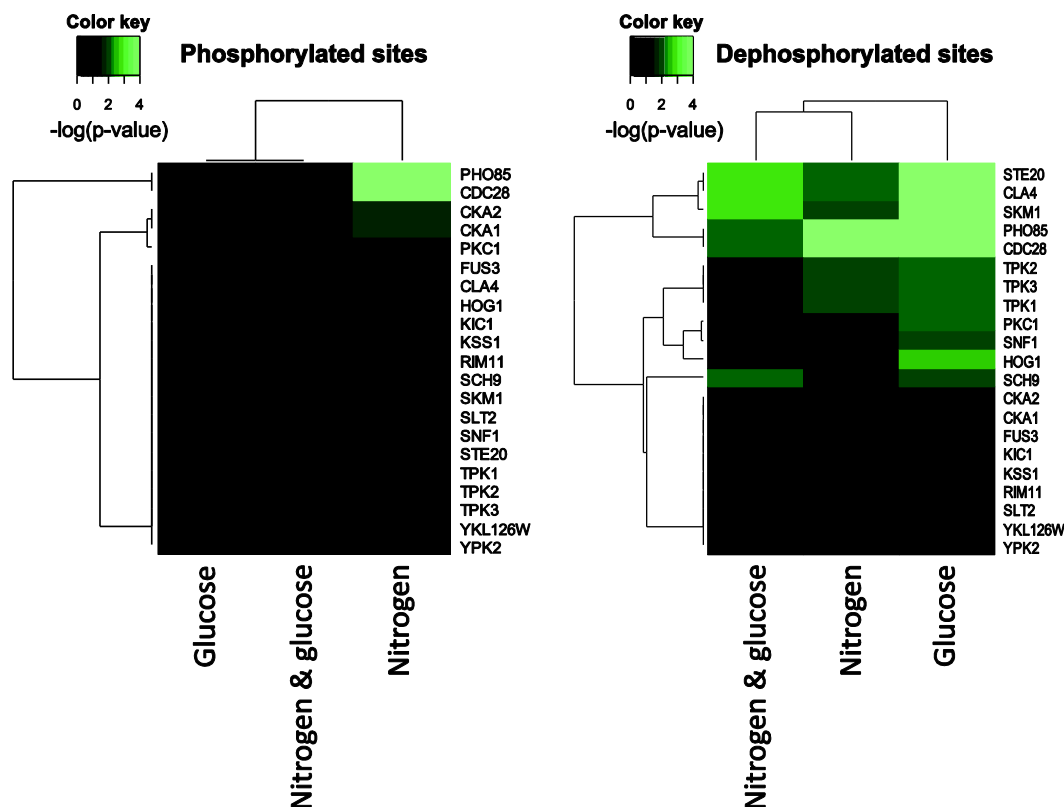 Color key
0 2 4
-log(p-value)
Phosphorylated sites
PHO85
CDC28
CKA2
CKA1
PKC1
FUS3
CLA4
HOG1
KIC1
KSS1
RIM11
SCH9
SKM1
SLT2
SNF1
STE20
TPK1
TPK2
TPK3
YKL126W
YPK2
Glucose
Nitrogen & glucose
Nitrogen
Color key
0 2 4
-log(p-value)
Dephosphorylated sites
STE20
CLA4
SKM1
PHO85
CDC28
TPK2
TPK3
TPK1
PKC1
SNF1
HOG1
SCH9
CKA2
CKA1
FUS3
KIC1
KSS1
RIM11
SLT2
YKL126W
YPK2
Nitrogen & glucose
Nitrogen
Glucose